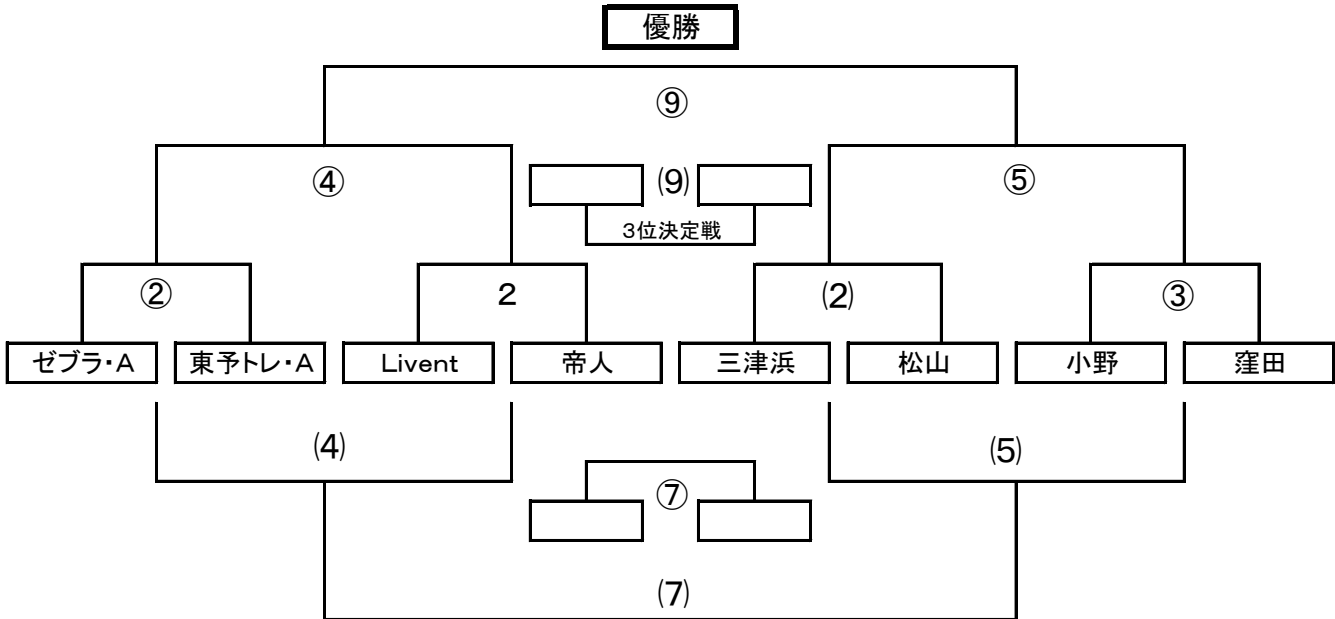 優勝
⑨
④ ⑼ ⑤
3位決定戦
② 2 ⑵ ③
ゼブラ・A 東予トレ・A Livent 帝人 三津浜 松山 小野 窪田
⑷ ⑸
⑦
⑺